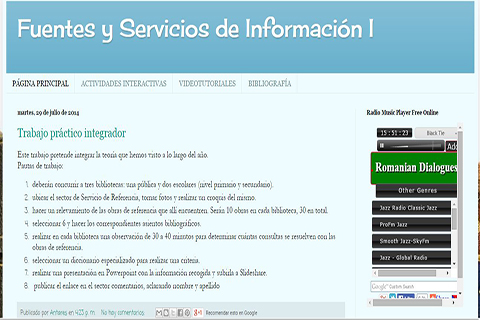 Fuentes y Servicios de Información I
PÁGINA PRINCIPAL
ACTIVIDADES INTERACTIVAS
VIDEOTUTORIALES
BIBLIOGRAFÍA
martes, 29 de julio de 2014
Trabajo práctico integrador
Este trabajo pretende integrar la teoría que hemos visto a lo largo del año.
Pautas de trabajo:
1. deberán concurrir a tres bibliotecas: una pública y dos escolares (nivel primario y secundario).
2. ubicar el sector de Servicio de Referencia, tomar fotos y realizar un croquis del mismo.
3. hacer un relevamiento de las obras de referencia que allí encuentren. Serán 10 obras en cada biblioteca, 30 en total.
4. seleccionar 6 y hacer los correspondientes asientos bibliográficos.
5. realizar en cada biblioteca una observación de 30 a 40 minutos para determinar cuántas consultas se resuelven con las
obras de referencia.
6. seleccionar un diccionario especializado para realizar una criteria.
7. realizar una presentación en Powerpoint con la información recogida y subirla a Slideshare.
8. publicar el enlace en el sector comentarios, aclarando nombre y apellido
Publicado por Antares en 4:23 p. m.
No hay comentarios:
Recomendar esto en Google
Radio Music Player Free Online
15:51:23
Black Tie
Add
Romanian Dialogues
Other Genres
Jazz Radio Classic Jazz
ProFm Jazz
Smooth Jazz-SkyFm
Jazz - Global Radio
Google